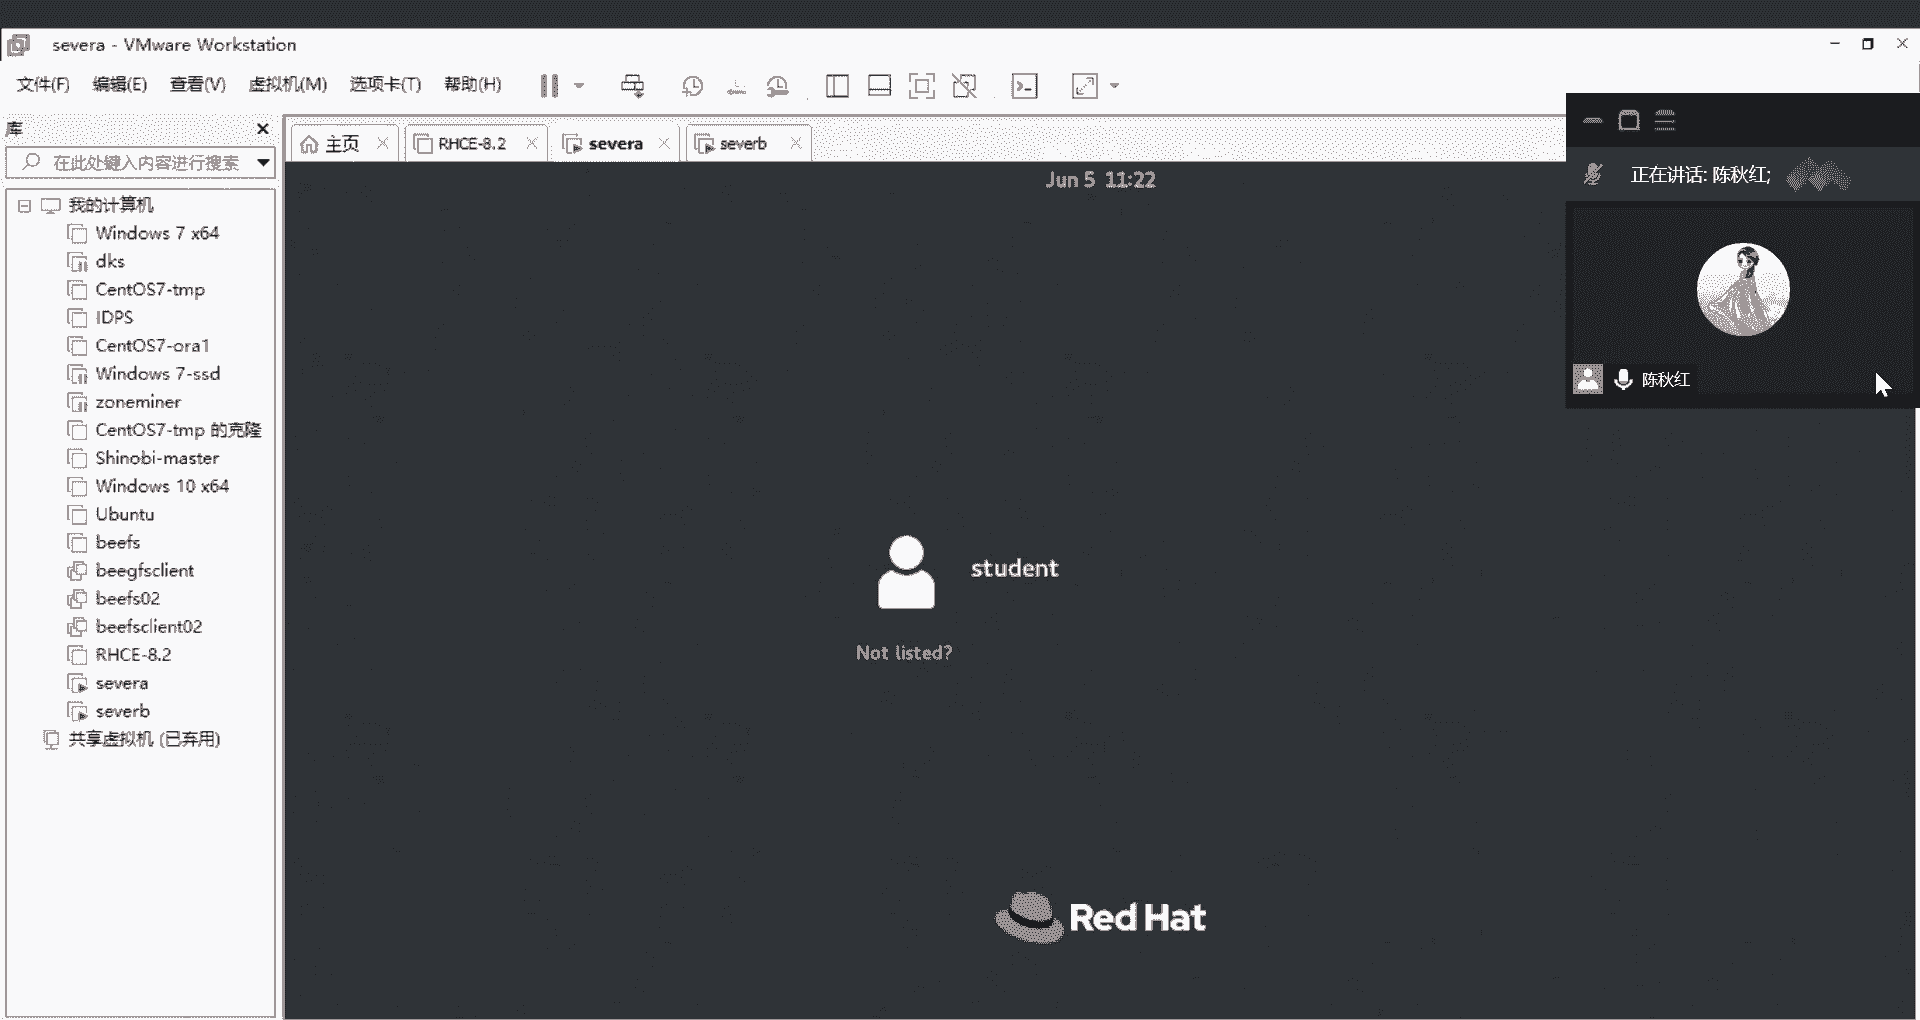 severa - VMware Workstation
文件(F) 编辑(E) 查看(V) 虚拟机(M) 选项卡(T) 帮助(H)
库
在此处键入内容进行搜索
主页 RHCE-8.2 severa severb
Jun 5 11:22
正在讲话: 陈秋红;
陈秋红
我的计算机
Windows 7 x64
dks
CentOS7-tmp
IDPS
CentOS7-ora1
Windows 7-ssd
zoneminer
CentOS7-tmp 的克隆
Shinobi-master
Windows 10 x64
Ubuntu
beefs
beegfsclient
beefs02
beefsclient02
RHCE-8.2
severa
severb
共享虚拟机 (已弃用)
student
Not listed?
Red Hat